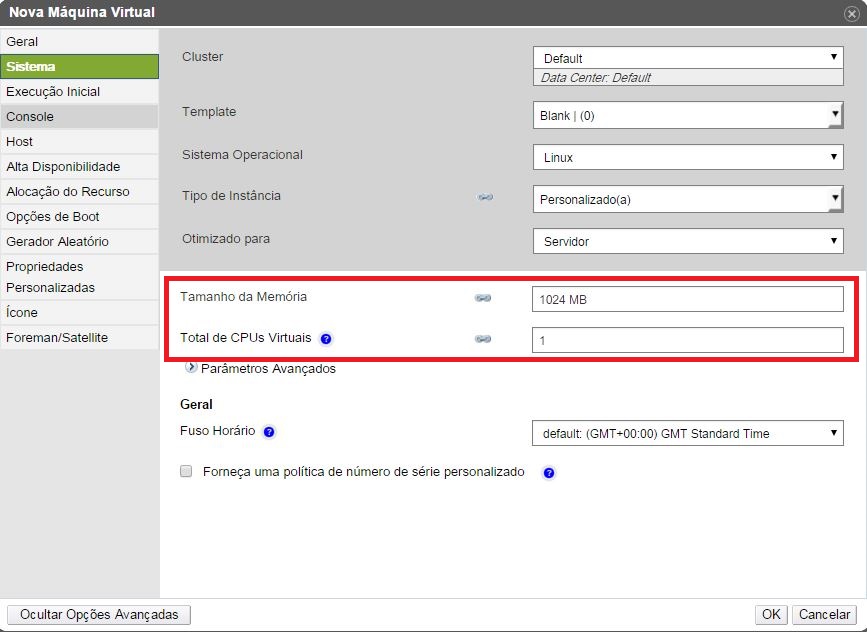 Nova Máquina Virtual
Geral
Sistema
Execução Inicial
Console
Host
Alta Disponibilidade
Alocação do Recurso
Opções de Boot
Gerador Aleatório
Propriedades
Personalizadas
Ícone
Foreman/Satellite
Cluster
Default
Data Center: Default
Template
Blank | (0)
Sistema Operacional
Linux
Tipo de Instância
Personalizado(a)
Otimizado para
Servidor
Tamanho da Memória
1024 MB
Total de CPUs Virtuais ?
1
Parâmetros Avançados
Geral
Fuso Horário ?
default: (GMT+00:00) GMT Standard Time
Forneça uma política de número de série personalizado ?
Ocultar Opções Avançadas
OK
Cancelar